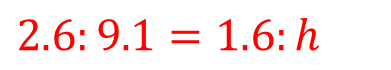 2.6: 9.1 = 1.6: h